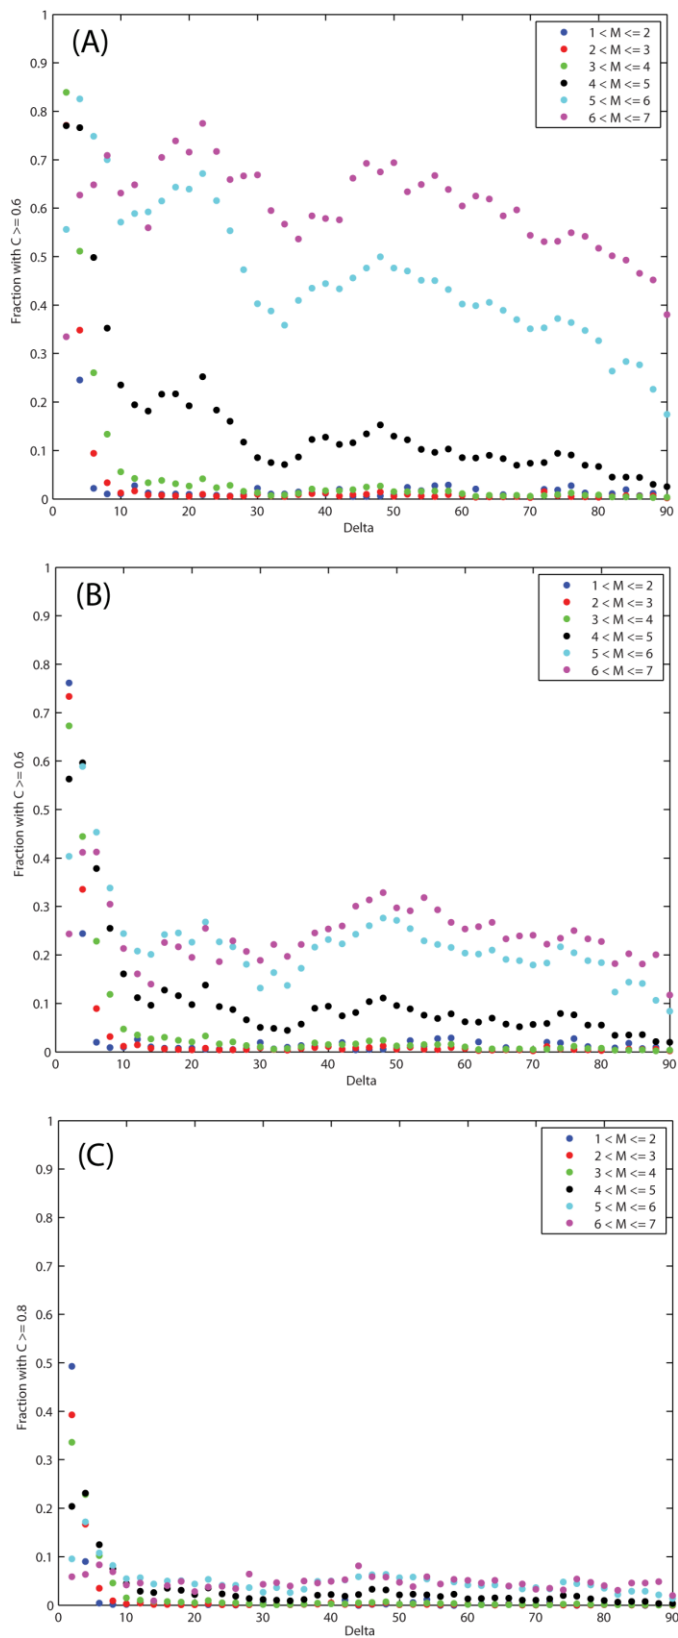 (A)
1 < M <= 2
2 < M <= 3
3 < M <= 4
4 < M <= 5
5 < M <= 6
6 < M <= 7
1
0.9
0.8
0.7
0.6
0.5
0.4
0.3
0.2
0.1
0
Fraction with C >= 0.6
0 10 20 30 40 50 60 70 80 90
Delta
(B)
1 < M <= 2
2 < M <= 3
3 < M <= 4
4 < M <= 5
5 < M <= 6
6 < M <= 7
1
0.9
0.8
0.7
0.6
0.5
0.4
0.3
0.2
0.1
0
Fraction with C >= 0.6
0 10 20 30 40 50 60 70 80 90
Delta
(C)
1 < M <= 2
2 < M <= 3
3 < M <= 4
4 < M <= 5
5 < M <= 6
6 < M <= 7
1
0.9
0.8
0.7
0.6
0.5
0.4
0.3
0.2
0.1
0
Fraction with C >= 0.8
0 10 20 30 40 50 60 70 80 90
Delta